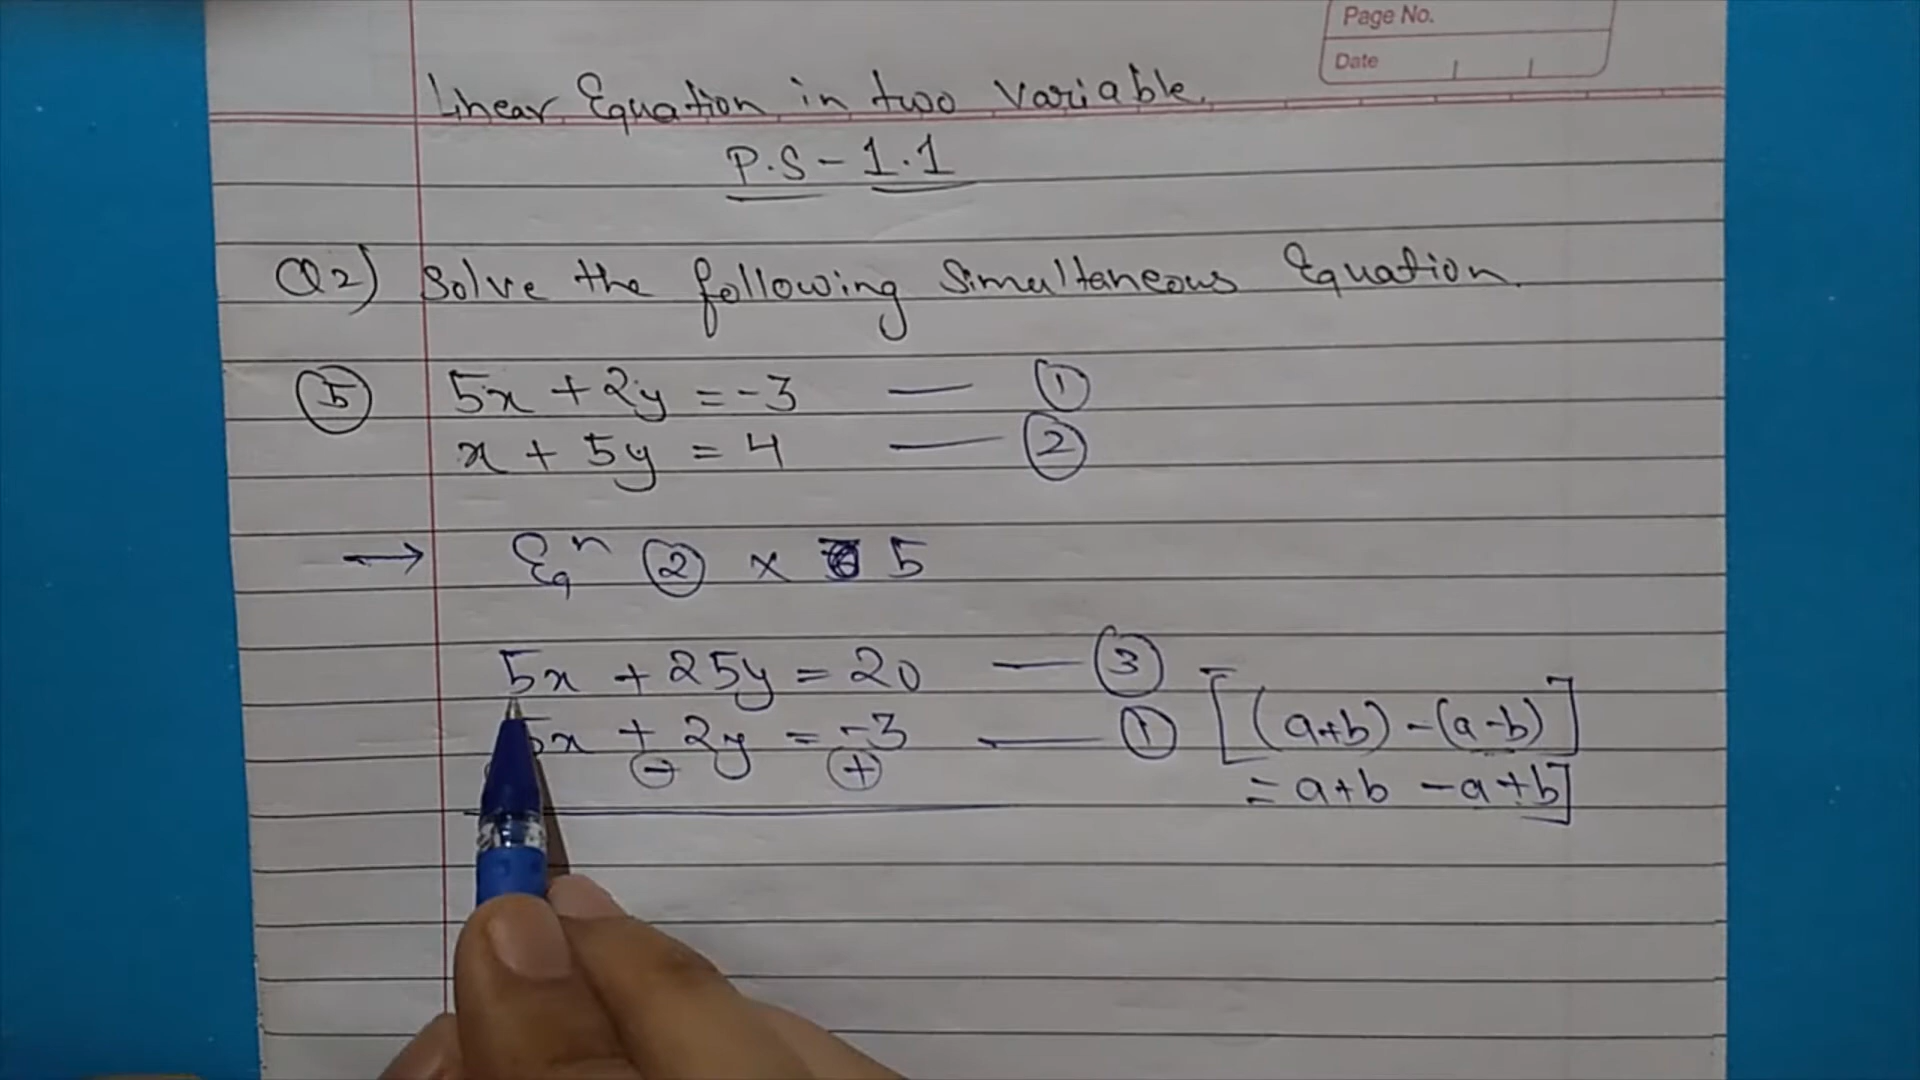 Page No.
Date
Linear Equation in two variable.
P.S - 1.1
Q2) Solve the following Simultaneous Equation.
⑤ 5x + 2y = -3 — ①
x + 5y = 4 — ②
→ Eqⁿ ② × 5
5x + 25y = 20 — ③
5x + 2y = -3 — ①
⊖ ⊕
[(a+b) - (a-b)]
= a+b - a+b]